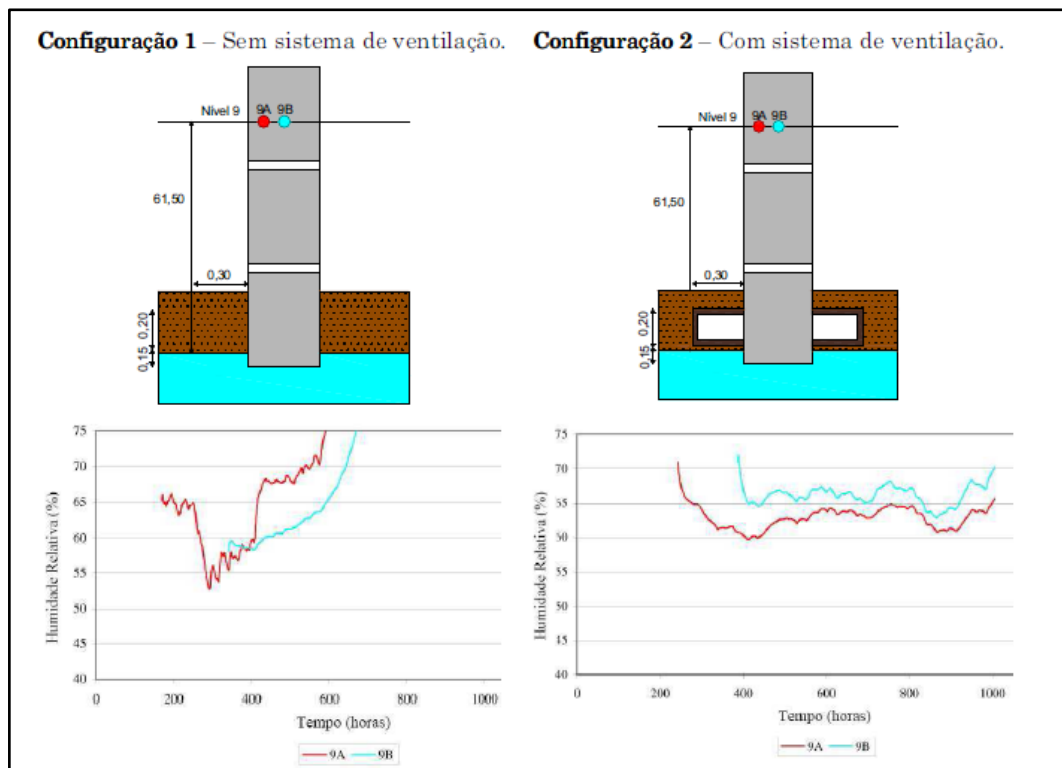 Configuração 1 – Sem sistema de ventilação.
Nível 9
9A 9B
61,50
0,30
0,20
0,15
75
70
65
60
55
50
45
40
Humidade Relativa (%)
0 200 400 600 800 1000
Tempo (horas)
9A 9B
Configuração 2 – Com sistema de ventilação.
Nível 9
9A 9B
61,50
0,30
0,20
0,15
75
70
65
50
55
50
15
40
Humidade Relativa (%)
0 200 400 600 800 1000
Tempo (horas)
9A 9B